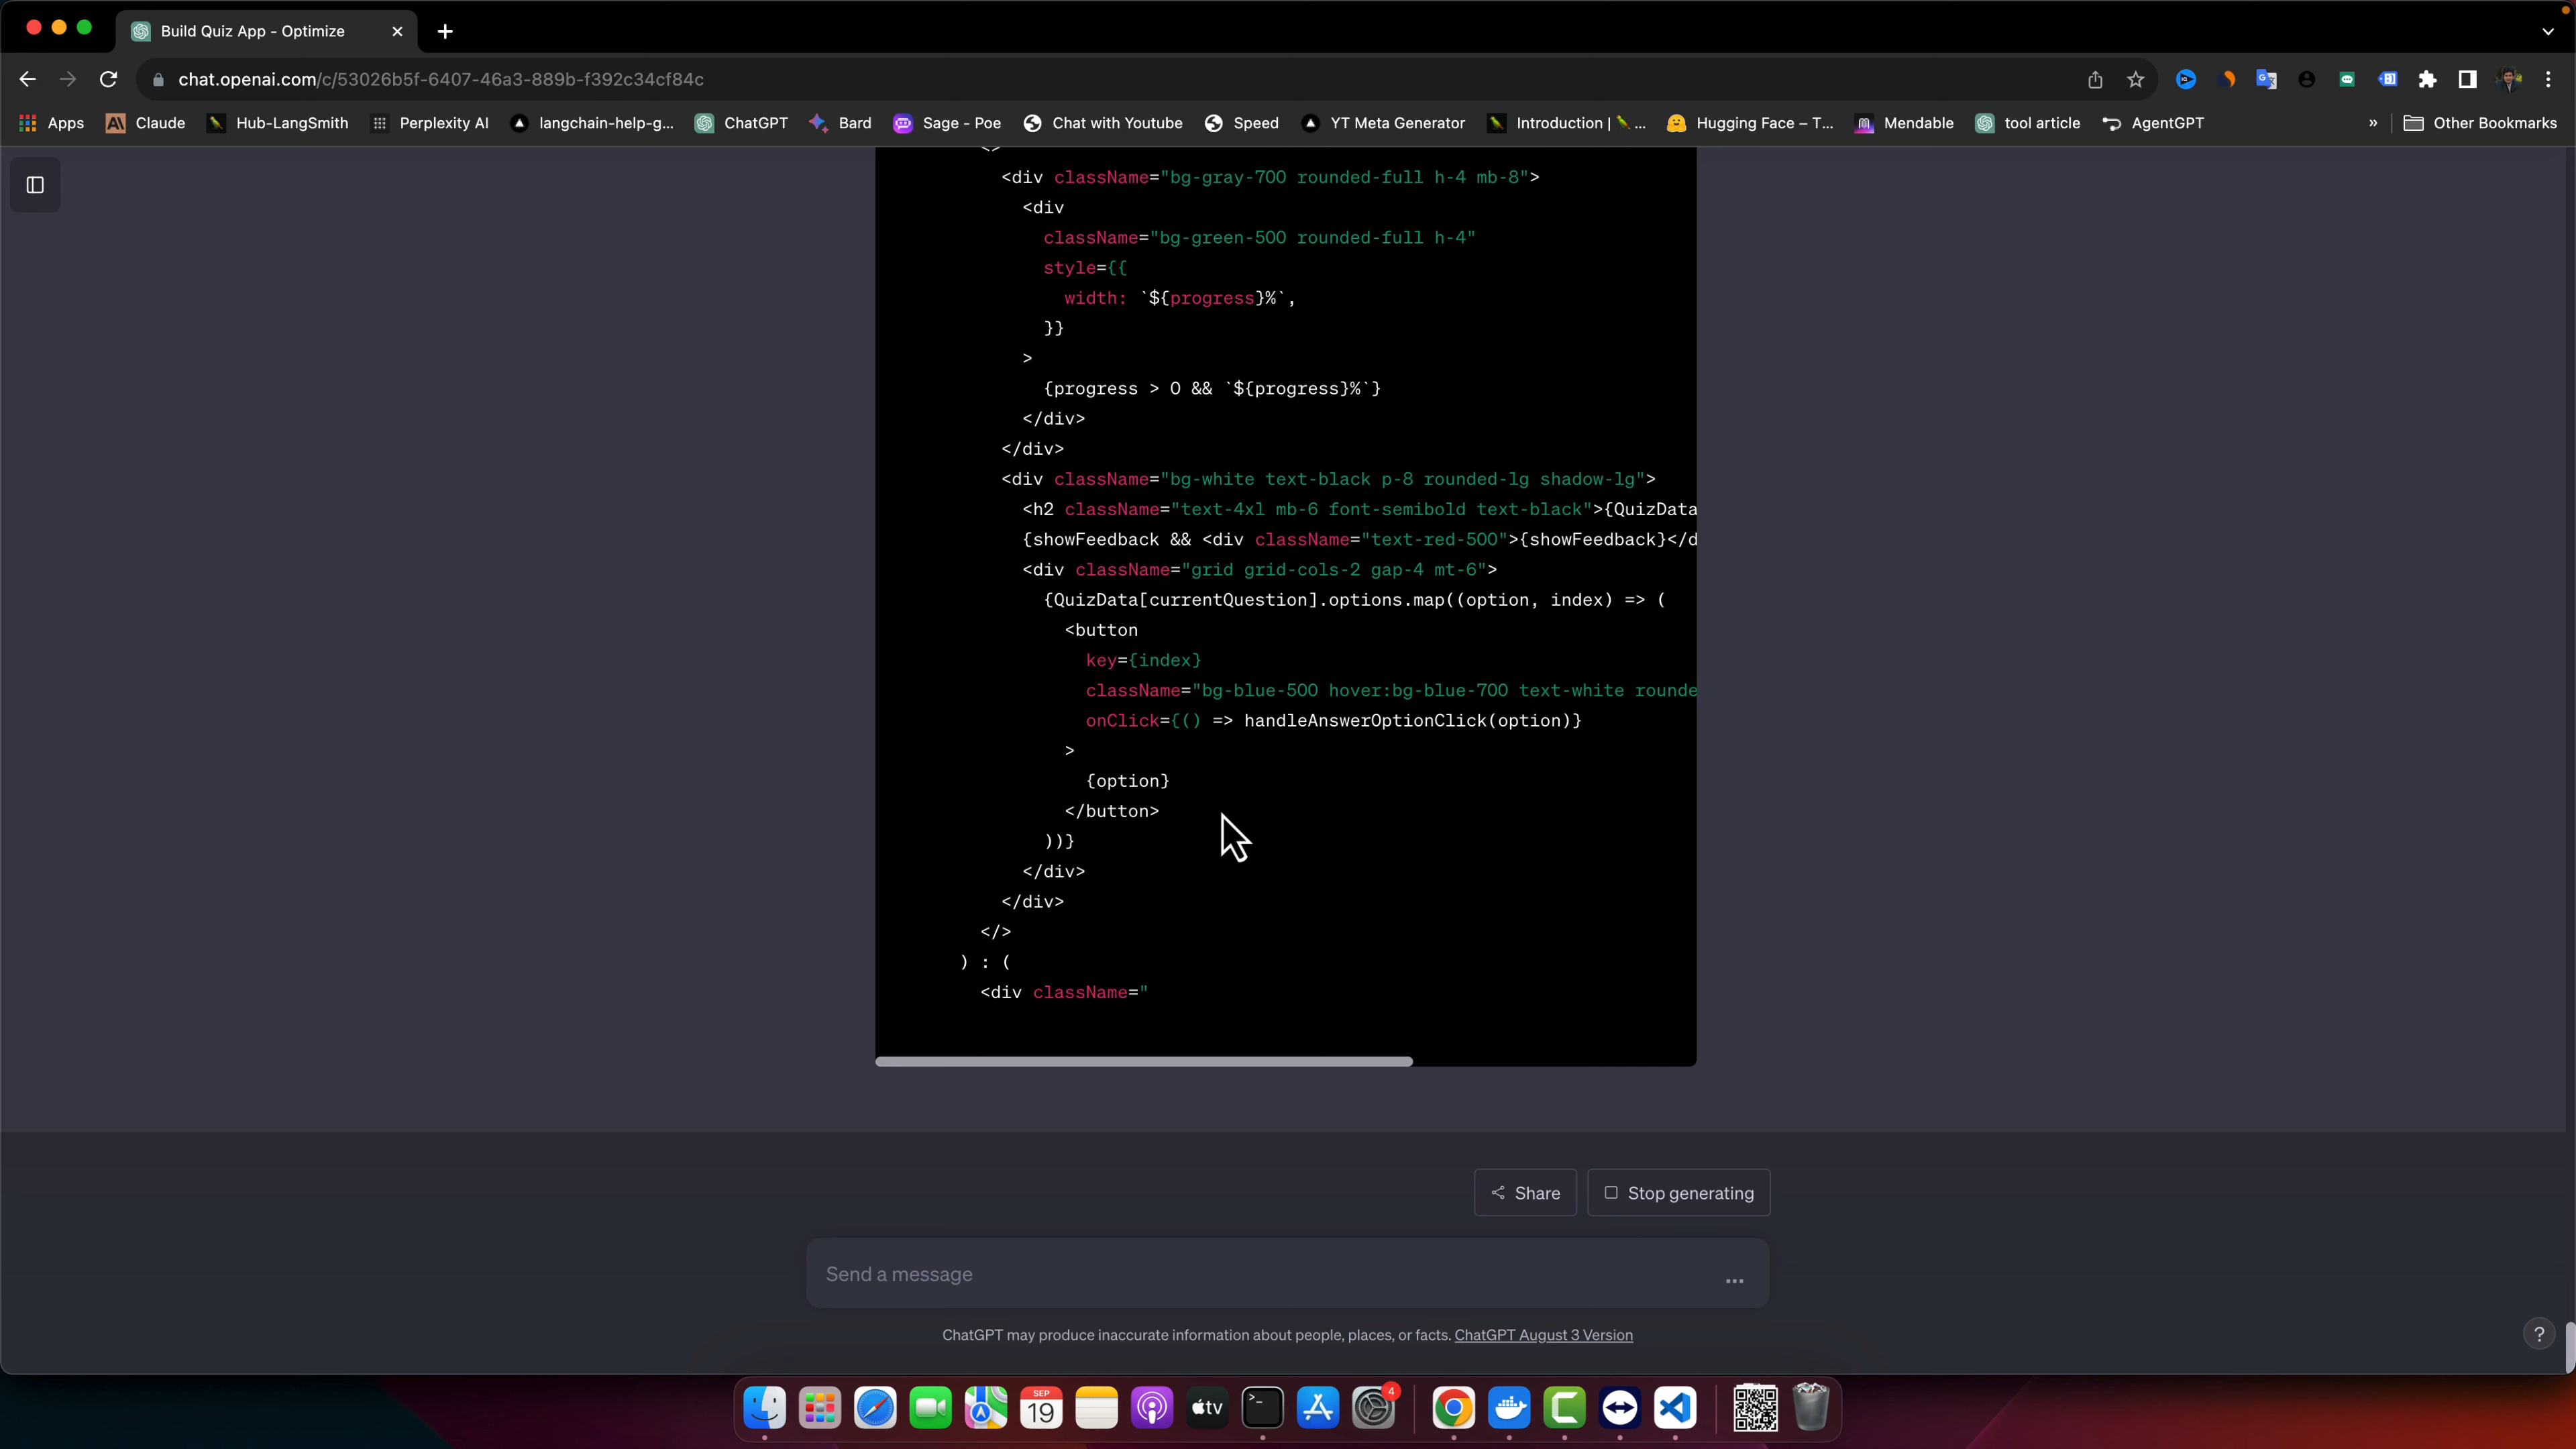 Build Quiz App - Optimize
chat.openai.com/c/53026b5f-6407-46a3-889b-f392c34cf84c
Apps
Claude
Hub-LangSmith
Perplexity AI
langchain-help-g...
ChatGPT
Bard
Sage - Poe
Chat with Youtube
Speed
YT Meta Generator
Introduction | 🦜...
Hugging Face – T...
Mendable
tool article
AgentGPT
»
Other Bookmarks
<>
<div className="bg-gray-700 rounded-full h-4 mb-8">
<div
className="bg-green-500 rounded-full h-4"
style={{
width: `${progress}%`,
}}
>
{progress > 0 && `${progress}%`}
</div>
</div>
<div className="bg-white text-black p-8 rounded-lg shadow-lg">
<h2 className="text-4xl mb-6 font-semibold text-black">{QuizData
{showFeedback && <div className="text-red-500">{showFeedback}</d
<div className="grid grid-cols-2 gap-4 mt-6">
{QuizData[currentQuestion].options.map((option, index) => (
<button
key={index}
className="bg-blue-500 hover:bg-blue-700 text-white rounde
onClick={() => handleAnswerOptionClick(option)}
>
{option}
</button>
))}
</div>
</div>
</>
) : (
<div className="
Share
Stop generating
Send a message
...
ChatGPT may produce inaccurate information about people, places, or facts. ChatGPT August 3 Version
?
SEP
19
tv
4